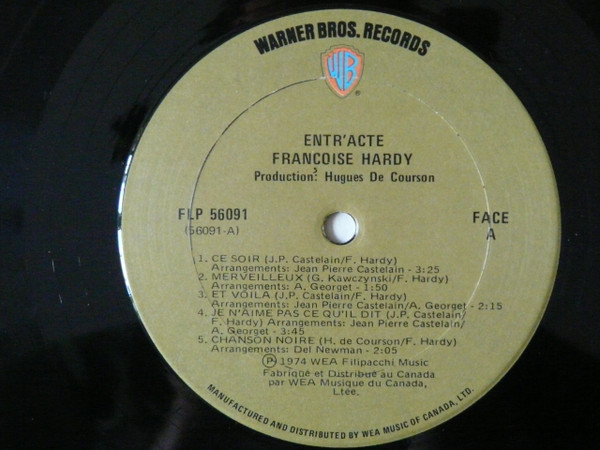 WARNER BROS. RECORDS
WB
®
ENTR'ACTE
FRANCOISE HARDY
Production: Hugues De Courson
FLP 56091
(56091-A)
FACE
A
1. CE SOIR (J.P. Castelain/F. Hardy)
Arrangements: Jean Pierre Castelain - 3:25
2. MERVEILLEUX (G. Kawczynski/F. Hardy)
Arrangements: A. Georget - 1:50
3. ET VOILA (J.P. Castelain/F. Hardy)
Arrangements: Jean Pierre Castelain/A. Georget - 2:15
4. JE N'AIME PAS CE QU'IL DIT (J.P. Castelain/
F. Hardy) Arrangements: Jean Pierre Castelain/
A. Georget - 3:45
5. CHANSON NOIRE (H. de Courson/F. Hardy)
Arrangements: Del Newman - 2:05
Ⓟ 1974 WEA Filipacchi Music
Fabriqué et Distribué au Canada
par WEA Musique du Canada,
Ltée.
MANUFACTURED AND DISTRIBUTED BY WEA MUSIC OF CANADA, LTD.